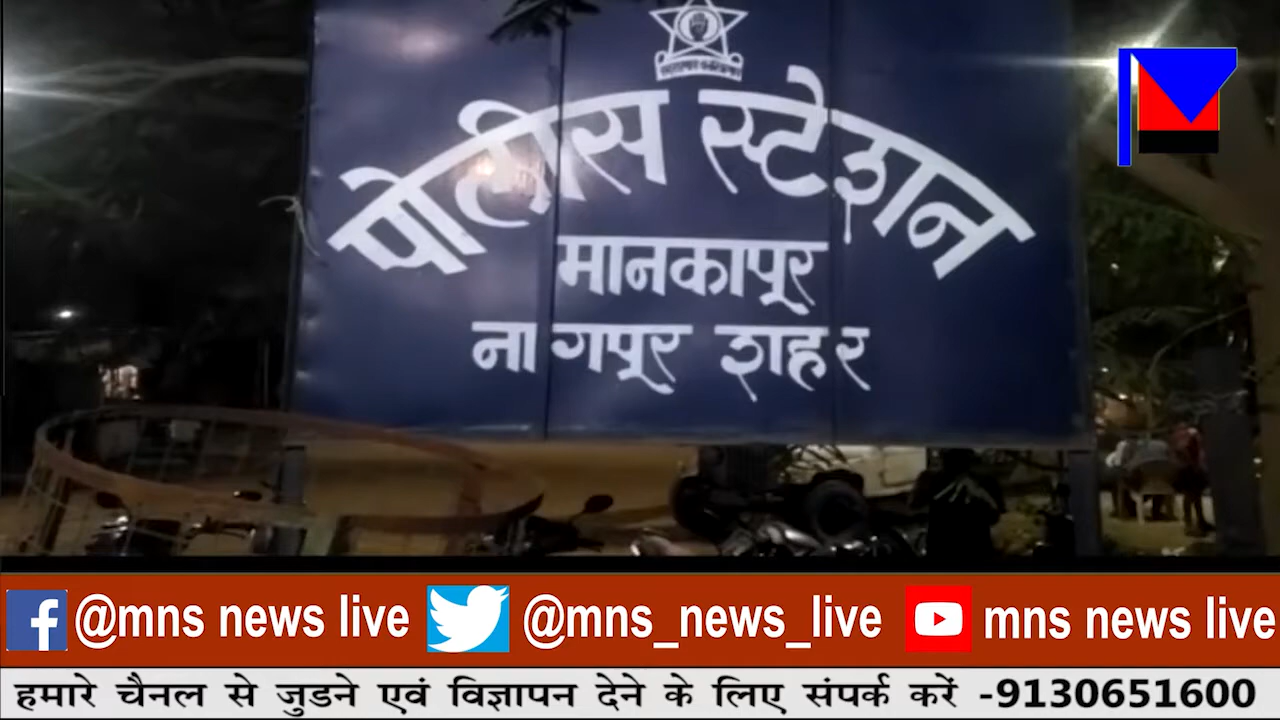 पोलीस स्टेशन
मानकापूर
नागपूर शहर
@mns news live @mns_news_live mns news live
हमारे चैनल से जुडने एवं विज्ञापन देने के लिए संपर्क करें -9130651600